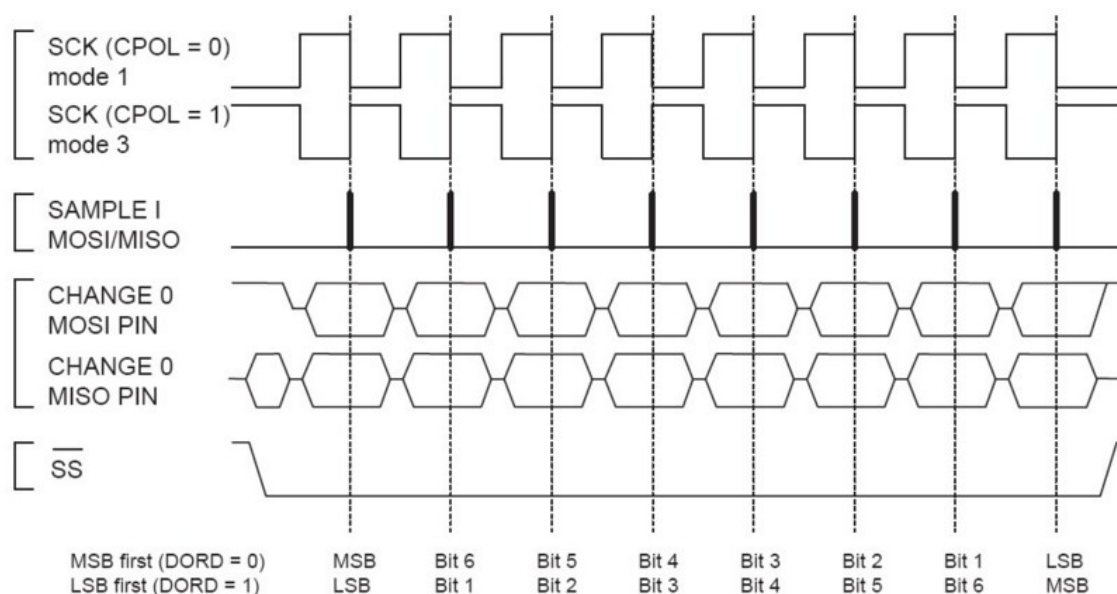 SCK (CPOL = 0)
mode 1
SCK (CPOL = 1)
mode 3
SAMPLE I
MOSI/MISO
CHANGE 0
MOSI PIN
CHANGE 0
MISO PIN
SS
MSB first (DORD = 0) MSB Bit 6 Bit 5 Bit 4 Bit 3 Bit 2 Bit 1 LSB
LSB first (DORD = 1) LSB Bit 1 Bit 2 Bit 3 Bit 4 Bit 5 Bit 6 MSB